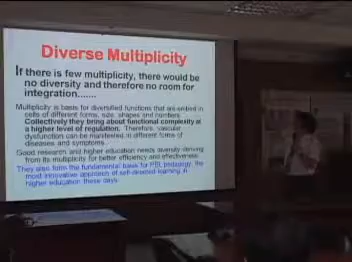 Diverse Multiplicity
If there is few multiplicity, there would be
no diversity and therefore no room for
integration.......
Multiplicity is basis for diversified functions that are embed in
cells of different forms, size, shapes and numbers.
Collectively they bring about functional complexity at
a higher level of regulation. Therefore, vascular
dysfunction can be manifested in different forms of
diseases and symptoms.
Good research and higher education needs diversity deriving
from its multiplicity for better efficiency and effectiveness.
They also form the fundamental basis for PBL pedagogy, the
most innovative approach of self-directed learning in
higher education these days.